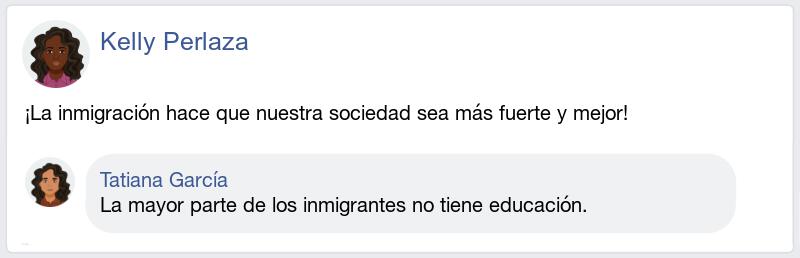 Kelly Perlaza
¡La inmigración hace que nuestra sociedad sea más fuerte y mejor!
Tatiana García
La mayor parte de los inmigrantes no tiene educación.